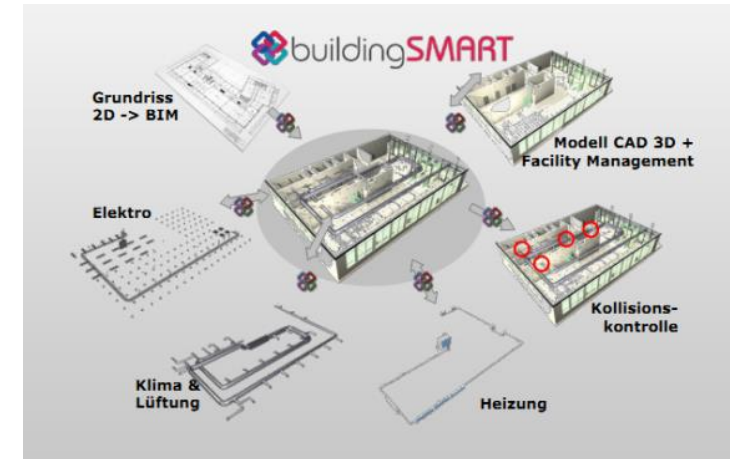 buildingSMART
Grundriss
2D -> BIM
Modell CAD 3D +
Facility Management
Elektro
Kollisions-
kontrolle
Klima &
Lüftung
Heizung